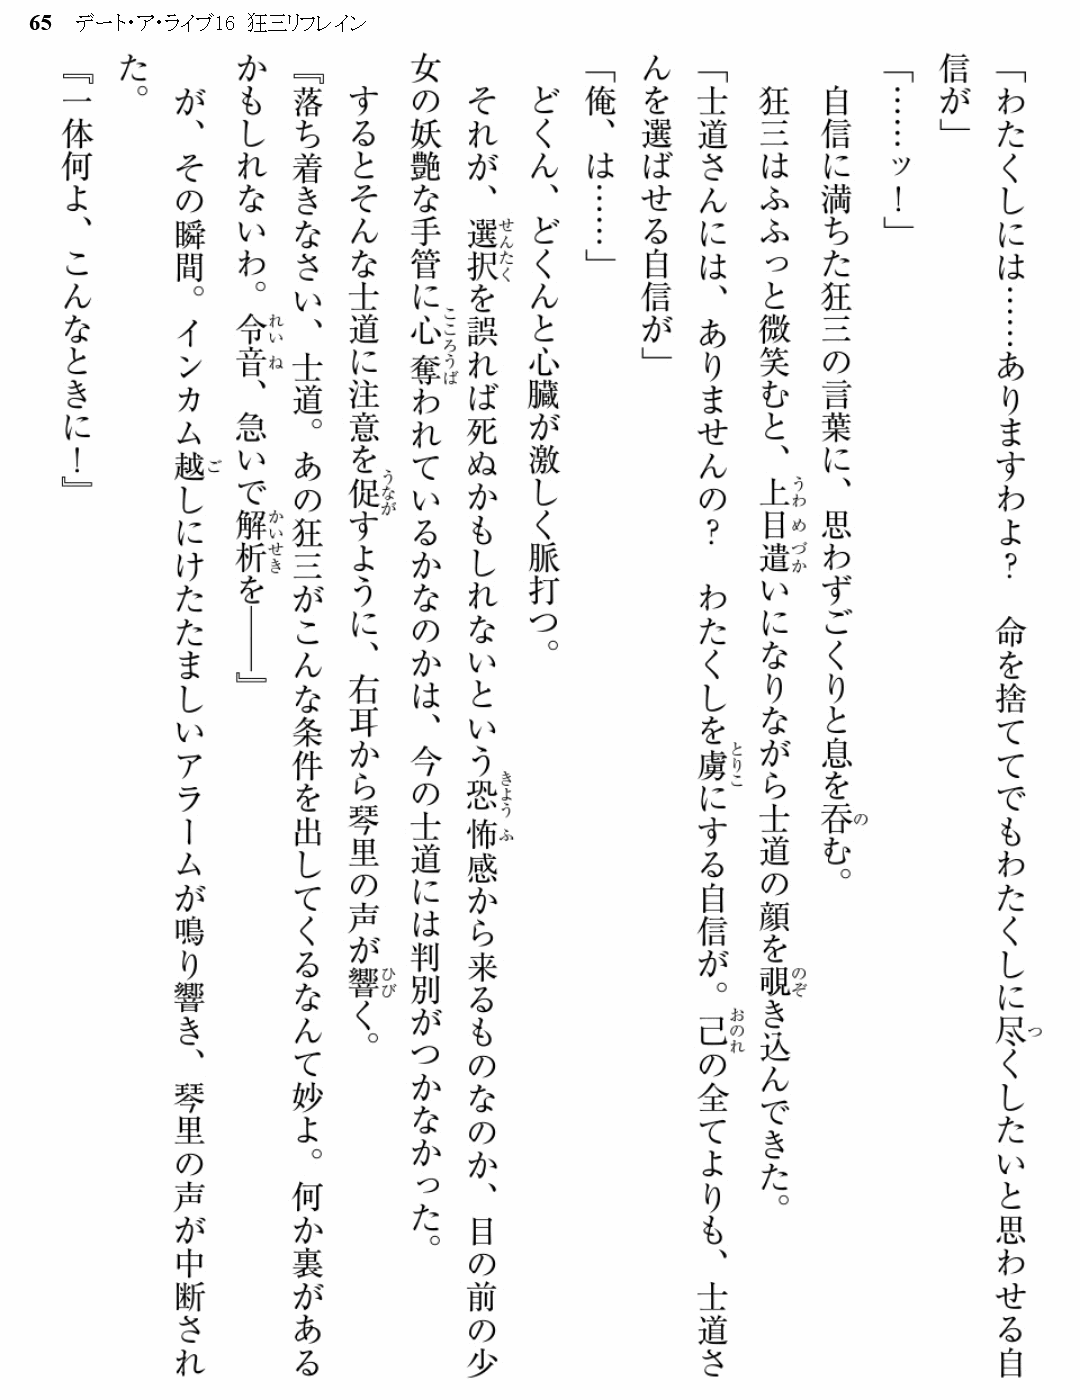 65 デート・ア・ライブ16 狂三リフレイン
「わたくしには……ありますわよ？　命を捨ててでもわたくしに尽くしたいと思わせる自
信が」
「……ッ！」
　自信に満ちた狂三の言葉に、思わずごくりと息を呑む。
　狂三はふふっと微笑むと、上目遣いになりながら士道の顔を覗き込んできた。
「士道さんには、ありませんの？　わたくしを虜にする自信が。己の全てよりも、士道さ
んを選ばせる自信が」
「俺、は……」
　どくん、どくんと心臓が激しく脈打つ。
　それが、選択を誤れば死ぬかもしれないという恐怖感から来るものなのか、目の前の少
女の妖艶な手管に心奪われているかなのかは、今の士道には判別がつかなかった。
　するとそんな士道に注意を促すように、右耳から琴里の声が響く。
『落ち着きなさい、士道。あの狂三がこんな条件を出してくるなんて妙よ。何か裏がある
かもしれないわ。令音、急いで解析を――』
　が、その瞬間。インカム越しにけたたましいアラームが鳴り響き、琴里の声が中断され
た。
『一体何よ、こんなときに！』